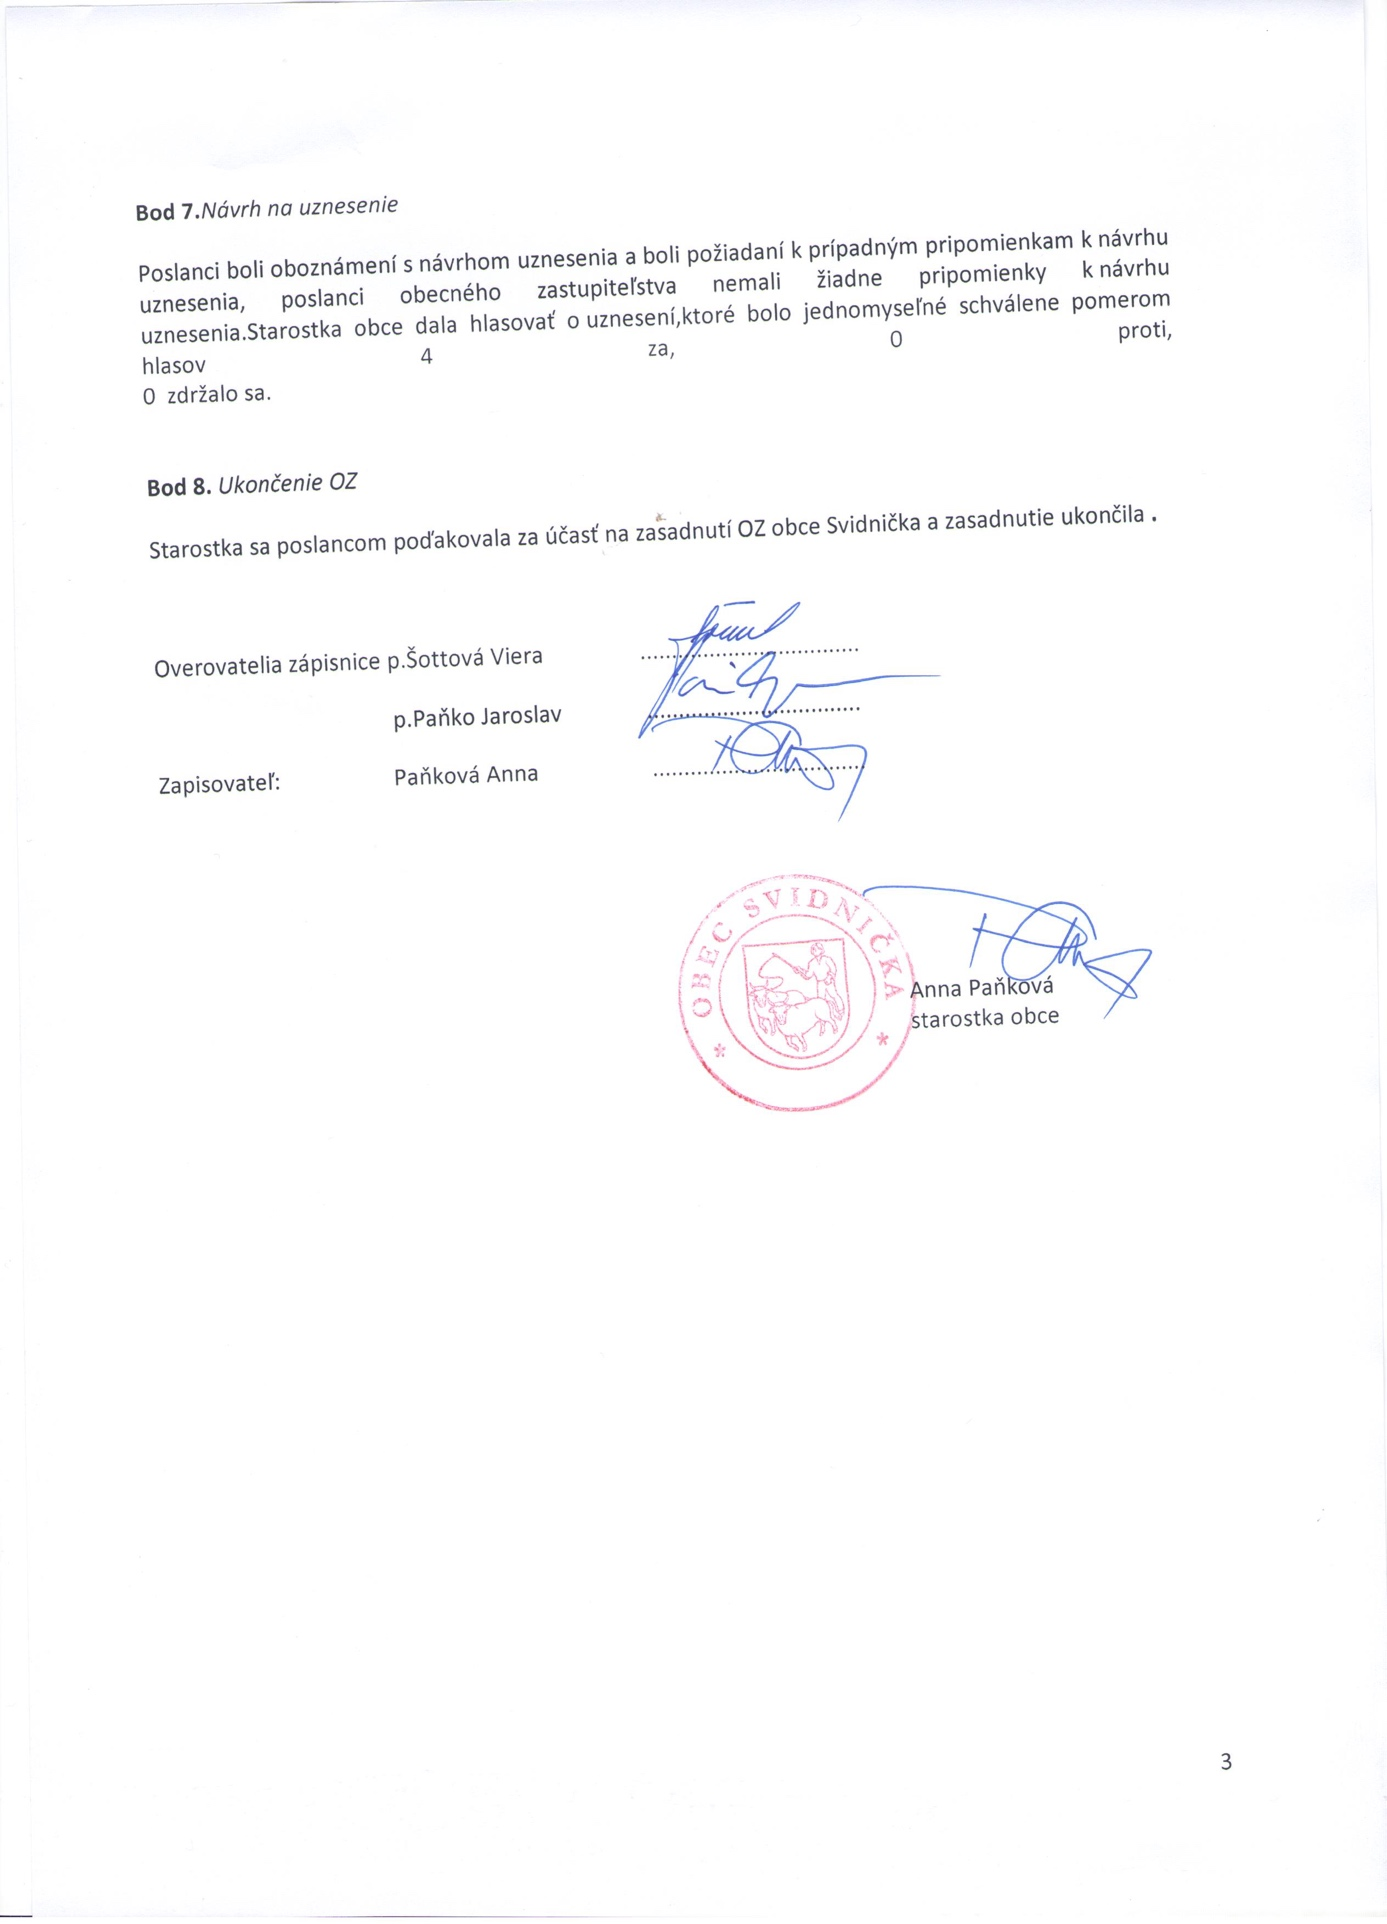 Bod 7.Návrh na uznesenie
Poslanci boli oboznámení s návrhom uznesenia a boli požiadaní k prípadným pripomienkam k návrhu
uznesenia, poslanci obecného zastupiteľstva nemali žiadne pripomienky k návrhu
uznesenia.Starostka obce dala hlasovať o uznesení,ktoré bolo jednomyseľné schválene pomerom
hlasov 4 za, 0 proti,
0 zdržalo sa.
Bod 8. Ukončenie OZ
Starostka sa poslancom poďakovala za účasť na zasadnutí OZ obce Svidnička a zasadnutie ukončila .
Overovatelia zápisnice p.Šottová Viera ..................................
p.Paňko Jaroslav ..................................
Zapisovateľ: Paňková Anna ..................................
* OBEC SVIDNIČKA *
Anna Paňková
starostka obce
3